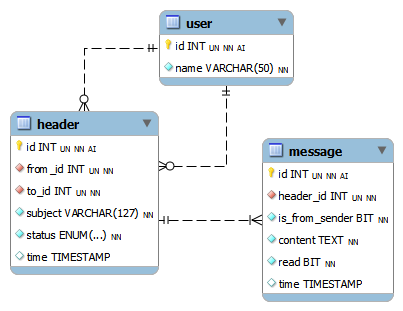 user
id INT UN NN AI
name VARCHAR(50) NN
header
id INT UN NN AI
from_id INT UN NN
to_id INT UN NN
subject VARCHAR(127) NN
status ENUM(...) NN
time TIMESTAMP
message
id INT UN NN AI
header_id INT UN NN
is_from_sender BIT NN
content TEXT NN
read BIT NN
time TIMESTAMP